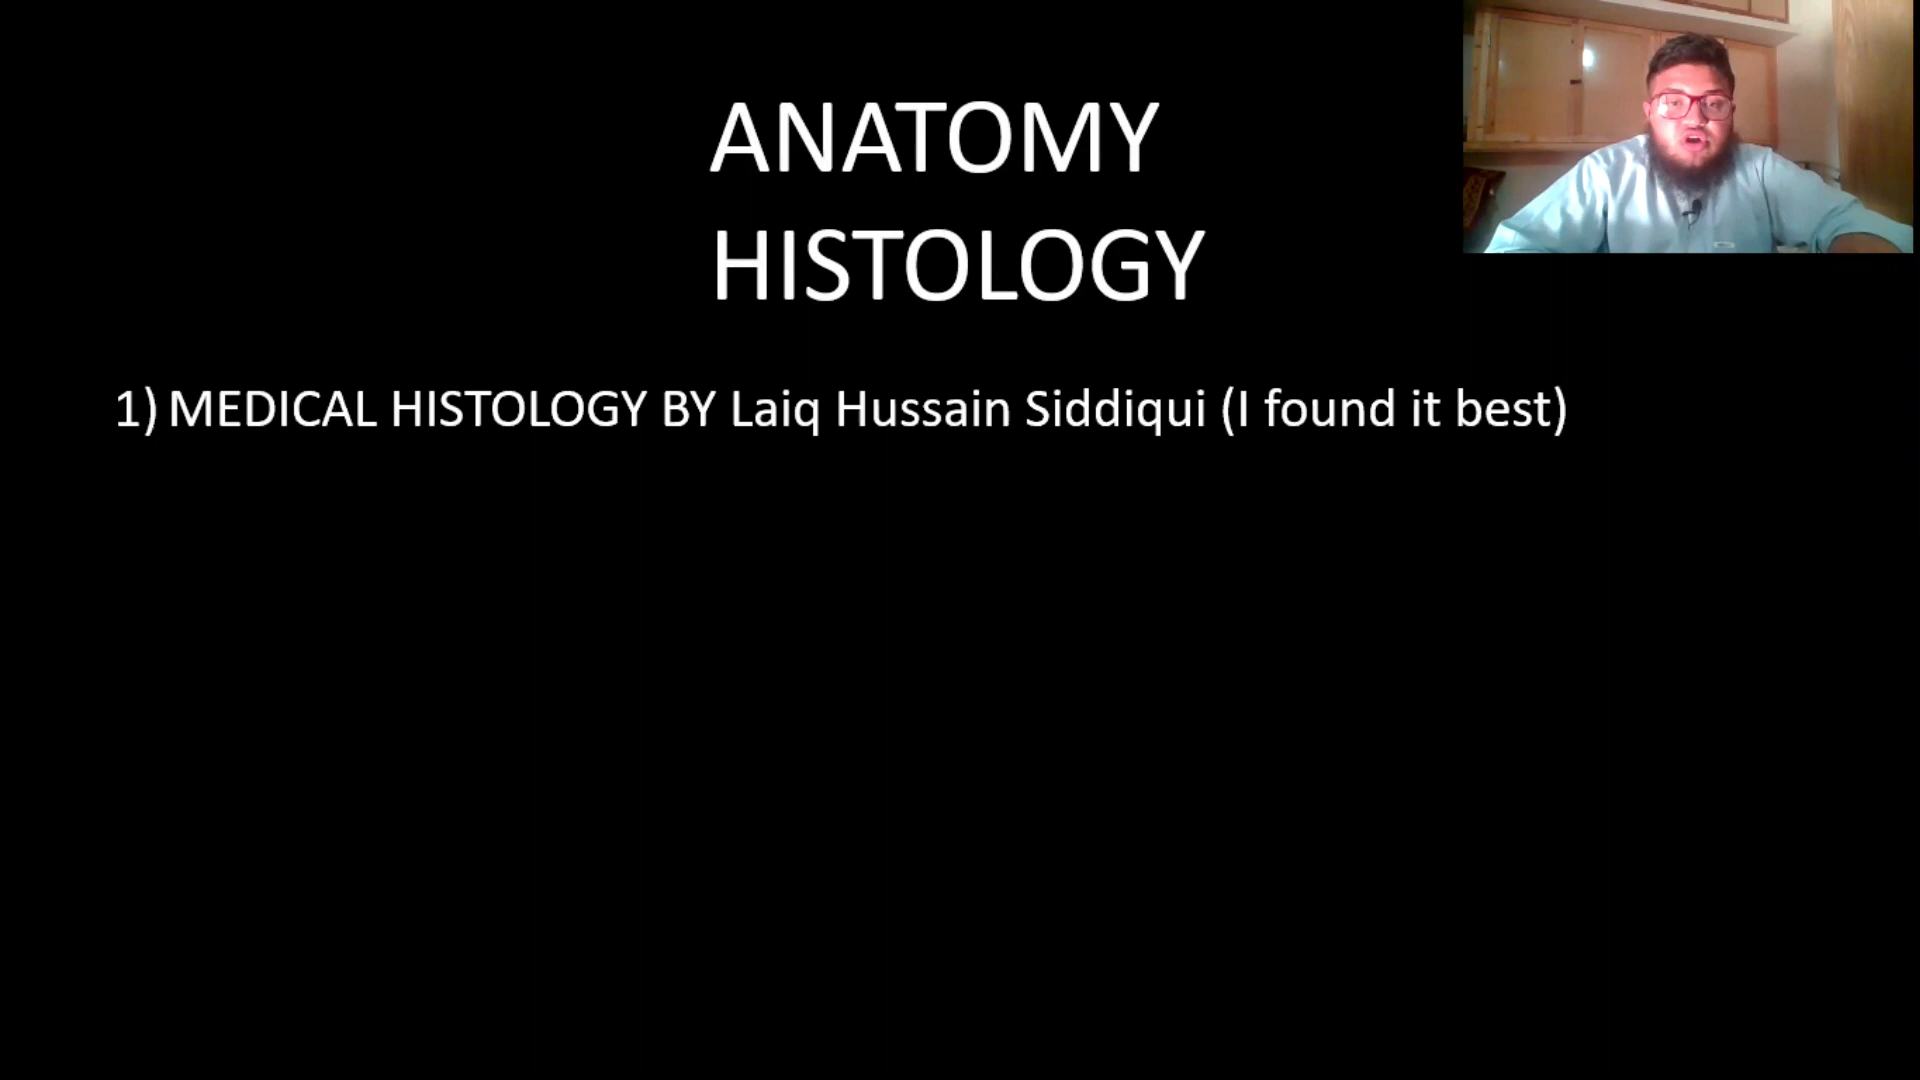 ANATOMY
HISTOLOGY
1) MEDICAL HISTOLOGY BY Laiq Hussain Siddiqui (I found it best)